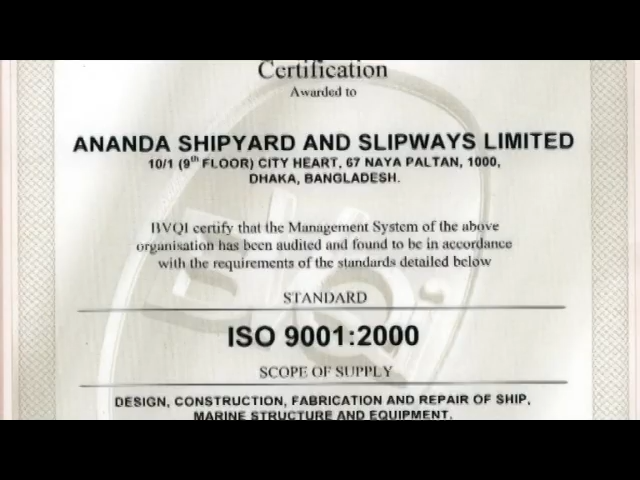 Certification
Awarded to
ANANDA SHIPYARD AND SLIPWAYS LIMITED
10/1 (9th FLOOR) CITY HEART, 67 NAYA PALTAN, 1000,
DHAKA, BANGLADESH.
BVQI certify that the Management System of the above
organisation has been audited and found to be in accordance
with the requirements of the standards detailed below
STANDARD
ISO 9001:2000
SCOPE OF SUPPLY
DESIGN, CONSTRUCTION, FABRICATION AND REPAIR OF SHIP,
MARINE STRUCTURE AND EQUIPMENT.